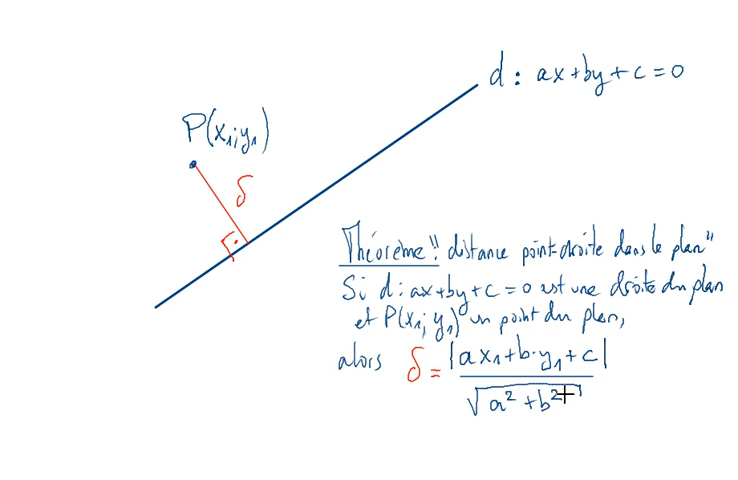 d : ax+by+c=0
P(x₁;y₁)
δ
Théorème : "distance point-droite dans le plan"
Si d : ax+by+c=0 est une droite du plan
et P(x₁; y₁) un point du plan,
alors δ = |ax₁+b·y₁+c| / √(a²+b²)